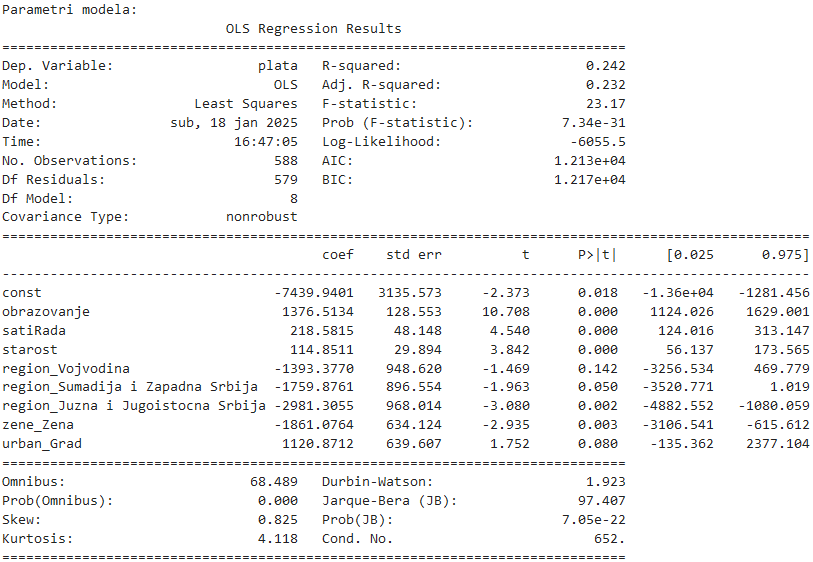 Parametri modela:
OLS Regression Results
==============================================================================
Dep. Variable: plata R-squared: 0.242
Model: OLS Adj. R-squared: 0.232
Method: Least Squares F-statistic: 23.17
Date: sub, 18 jan 2025 Prob (F-statistic): 7.34e-31
Time: 16:47:05 Log-Likelihood: -6055.5
No. Observations: 588 AIC: 1.213e+04
Df Residuals: 579 BIC: 1.217e+04
Df Model: 8
Covariance Type: nonrobust
=====================================================================================================
coef std err t P>|t| [0.025 0.975]
-----------------------------------------------------------------------------------------------------
const -7439.9401 3135.573 -2.373 0.018 -1.36e+04 -1281.456
obrazovanje 1376.5134 128.553 10.708 0.000 1124.026 1629.001
satiRada 218.5815 48.148 4.540 0.000 124.016 313.147
starost 114.8511 29.894 3.842 0.000 56.137 173.565
region_Vojvodina -1393.3770 948.620 -1.469 0.142 -3256.534 469.779
region_Sumadija i Zapadna Srbija -1759.8761 896.554 -1.963 0.050 -3520.771 1.019
region_Juzna i Jugoistocna Srbija -2981.3055 968.014 -3.080 0.002 -4882.552 -1080.059
zene_Zena -1861.0764 634.124 -2.935 0.003 -3106.541 -615.612
urban_Grad 1120.8712 639.607 1.752 0.080 -135.362 2377.104
==============================================================================
Omnibus: 68.489 Durbin-Watson: 1.923
Prob(Omnibus): 0.000 Jarque-Bera (JB): 97.407
Skew: 0.825 Prob(JB): 7.05e-22
Kurtosis: 4.118 Cond. No. 652.
==============================================================================